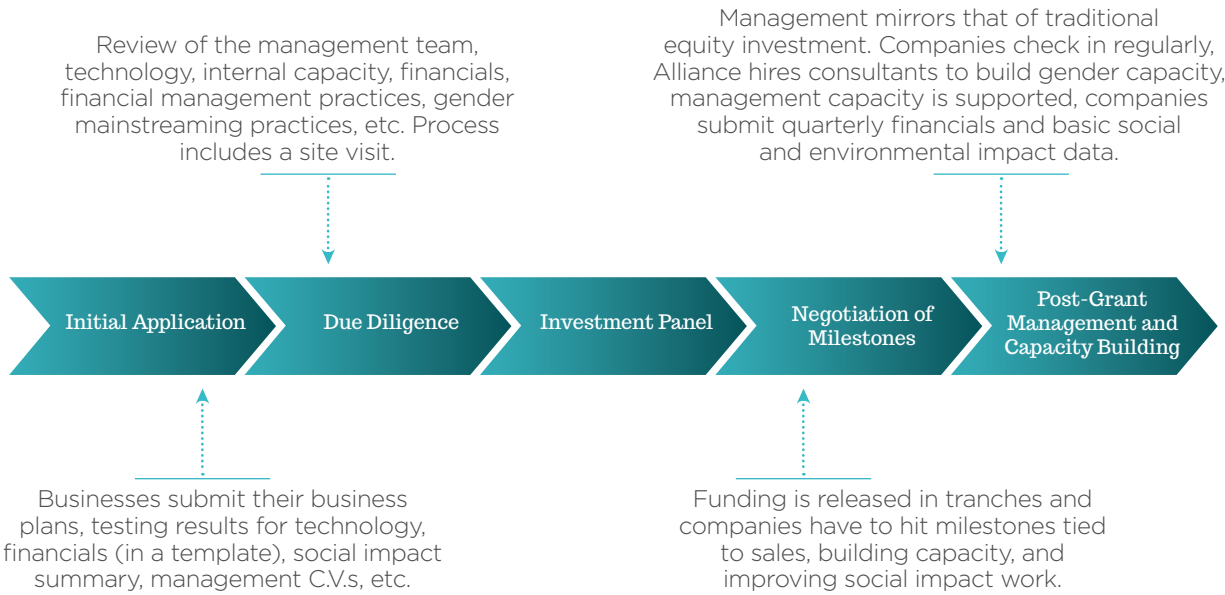 Review of the management team,
technology, internal capacity, financials,
financial management practices, gender
mainstreaming practices, etc. Process
includes a site visit.
Management mirrors that of traditional
equity investment. Companies check in regularly,
Alliance hires consultants to build gender capacity,
management capacity is supported, companies
submit quarterly financials and basic social
and environmental impact data.
Initial Application
Due Diligence
Investment Panel
Negotiation of
Milestones
Post-Grant
Management and
Capacity Building
Businesses submit their business
plans, testing results for technology,
financials (in a template), social impact
summary, management C.V.s, etc.
Funding is released in tranches and
companies have to hit milestones tied
to sales, building capacity, and
improving social impact work.